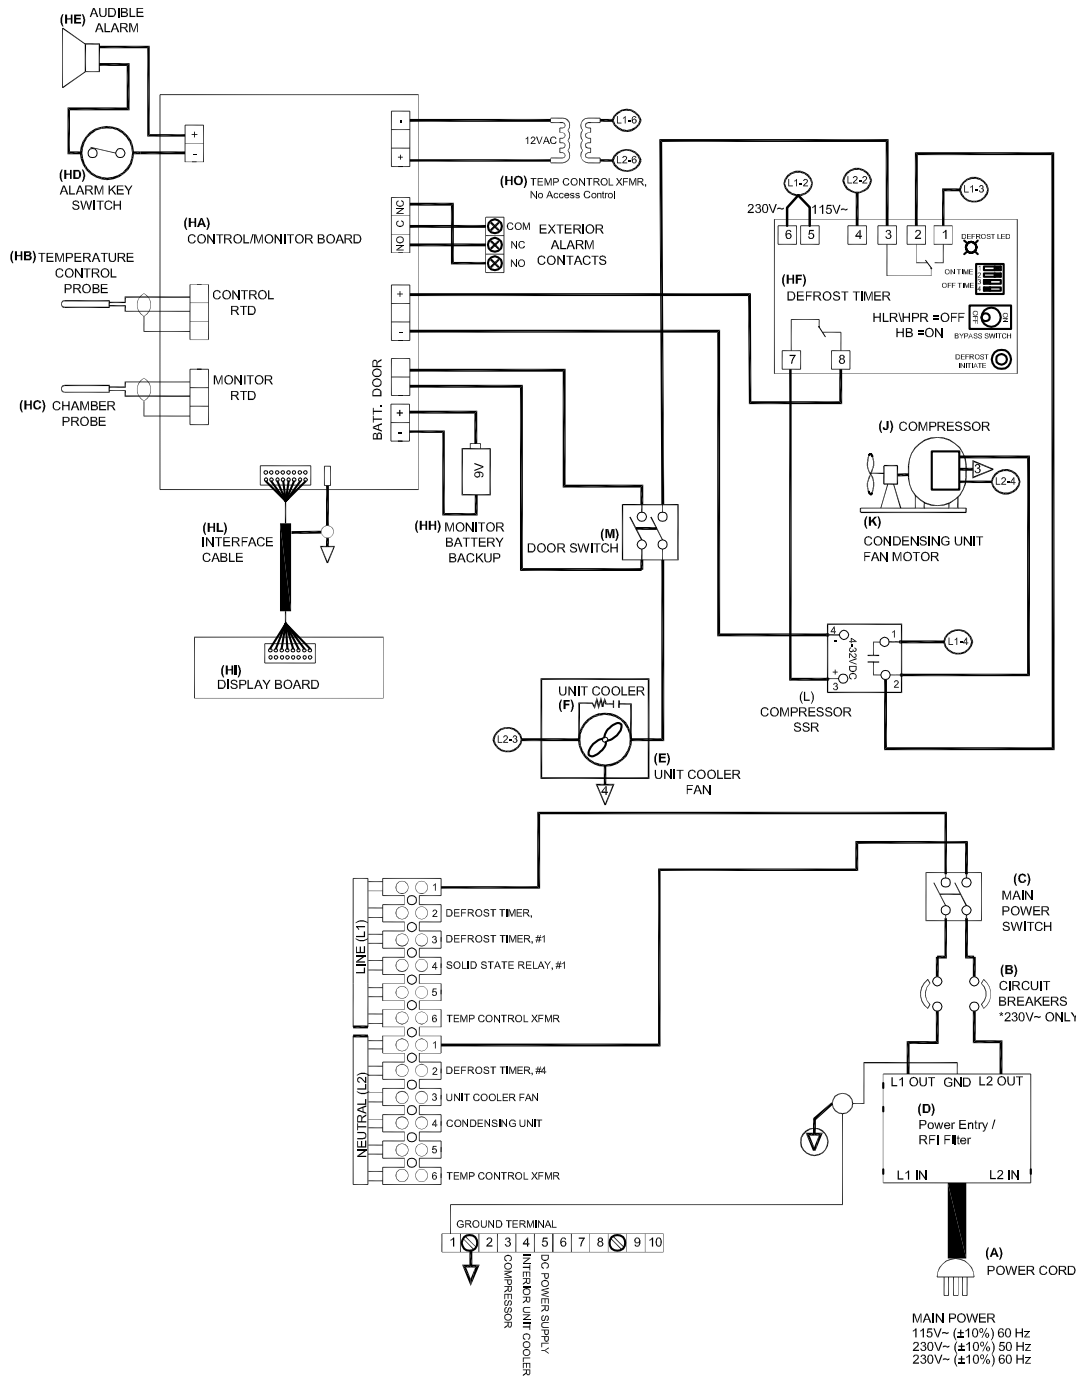 (HE) AUDIBLE
ALARM
+
-
(HD)
ALARM KEY
SWITCH
(HA)
CONTROL/MONITOR BOARD
-
+
12VAC
L1-6
L2-6
(HO) TEMP CONTROL XFMR,
No Access Control
NC
C
NO
COM
NC
NO
EXTERIOR
ALARM
CONTACTS
(HB) TEMPERATURE
CONTROL
PROBE
CONTROL
RTD
+
-
(HC) CHAMBER
PROBE
MONITOR
RTD
DOOR
BATT.
+
-
9V
(HH) MONITOR
BATTERY
BACKUP
(HL)
INTERFACE
CABLE
(HI)
DISPLAY BOARD
(M)
DOOR SWITCH
L1-2
L2-2
L1-3
230V~
115V~
6
5
4
3
2
1
DEFROST LED
(HF)
DEFROST TIMER
ON TIME
OFF TIME
1
2
3
4
HLR\HPR =OFF
HB =ON
OFF
ON
BYPASS SWITCH
7
8
DEFROST
INITIATE
(J) COMPRESSOR
3
L2-4
(K)
CONDENSING UNIT
FAN MOTOR
4
-
4-32VDC
+
3
1
2
L1-4
(L)
COMPRESSOR
SSR
UNIT COOLER
(F)
L2-3
(E)
UNIT COOLER
FAN
4
LINE (L1)
1
2 DEFROST TIMER,
3 DEFROST TIMER, #1
4 SOLID STATE RELAY, #1
5
6 TEMP CONTROL XFMR
NEUTRAL (L2)
1
2 DEFROST TIMER, #4
3 UNIT COOLER FAN
4 CONDENSING UNIT
5
6 TEMP CONTROL XFMR
(C)
MAIN
POWER
SWITCH
(B)
CIRCUIT
BREAKERS
*230V~ ONLY
L1 OUT GND L2 OUT
(D)
Power Entry /
RFI Filter
L1 IN
L2 IN
GROUND TERMINAL
1 2 3 4 5 6 7 8 9 10
COMPRESSOR
INTERIOR UNIT COOLER
DC POWER SUPPLY
(A)
POWER CORD
MAIN POWER
115V~ (±10%) 60 Hz
230V~ (±10%) 50 Hz
230V~ (±10%) 60 Hz